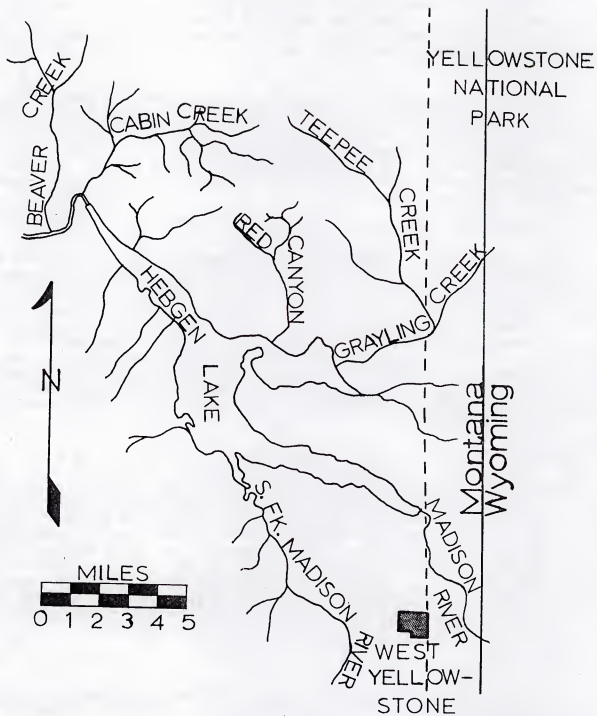 YELLOWSTONE
NATIONAL
PARK
BEAVER CREEK
CABIN CREEK
TEEPEE CREEK
RED CANYON
GRAYLING CREEK
HEBGEN LAKE
N
Montana
Wyoming
S. FK. MADISON RIVER
MADISON RIVER
MILES
0 1 2 3 4 5
WEST
YELLOW-
STONE